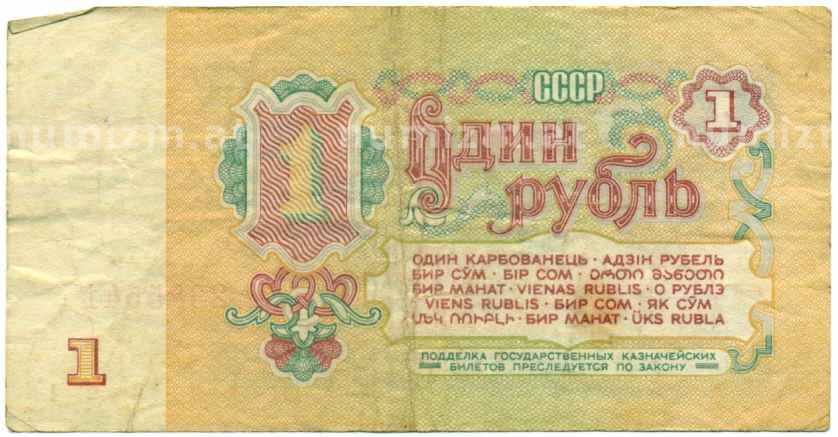 СССР
1
1
Один
рубль
ОДИН КАРБОВАНЕЦЬ · АДЗІН РУБЕЛЬ
БИР СЎМ · БІР СОМ · ᲔᲠᲗᲘ ᲛᲐᲜᲔᲗᲘ
БИР МАНАТ · VIENAS RUBLIS · О РУБЛЭ
VIENS RUBLIS · БИР СОМ · ЯК СЎМ
ՄԵԿ ՌՈՒԲԼԻ · БИР МАНАТ · ÜKS RUBLA
1
ПОДДЕЛКА ГОСУДАРСТВЕННЫХ КАЗНАЧЕЙСКИХ
БИЛЕТОВ ПРЕСЛЕДУЕТСЯ ПО ЗАКОНУ